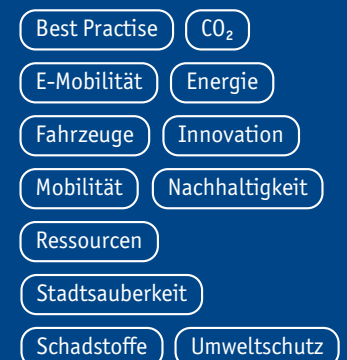 Best Practise CO₂
E-Mobilität Energie
Fahrzeuge Innovation
Mobilität Nachhaltigkeit
Ressourcen
Stadtsauberkeit
Schadstoffe Umweltschutz